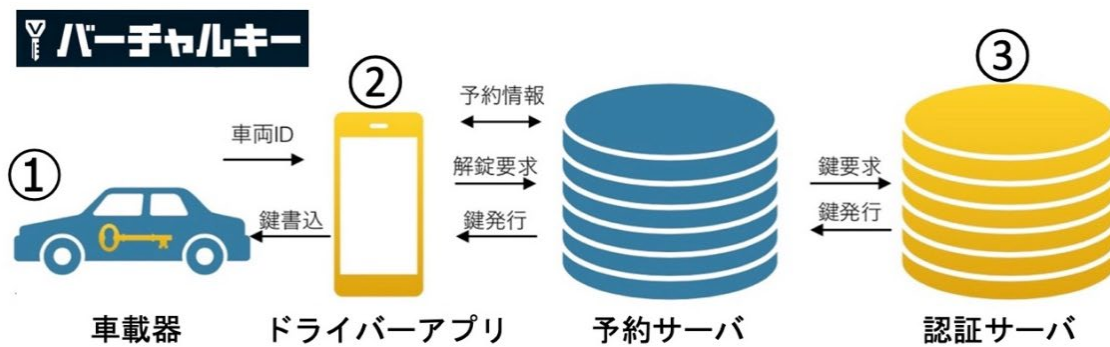 バーチャルキー
①
車両ID
鍵書込
車載器
②
ドライバーアプリ
予約情報
解錠要求
鍵発行
予約サーバ
鍵要求
鍵発行
③
認証サーバ